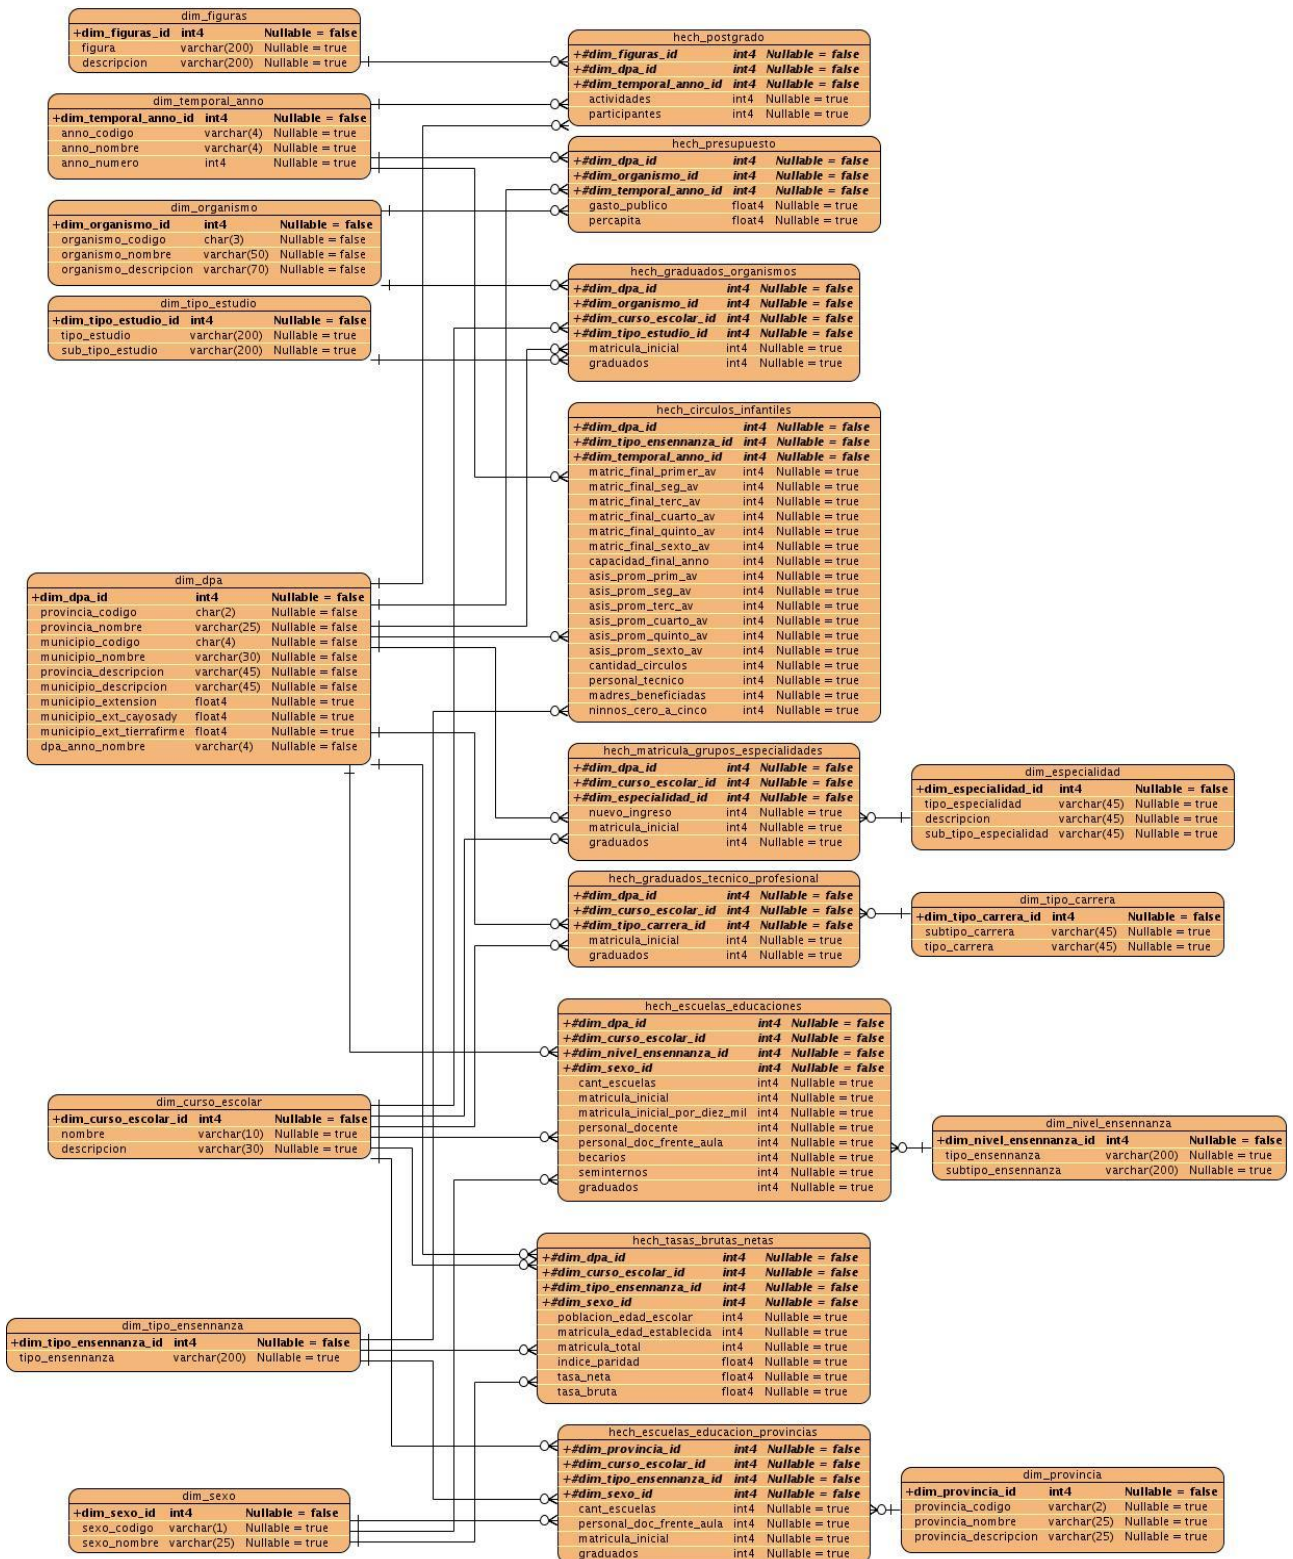 dim_figuras
+dim_figuras_id int4 Nullable = false
figura varchar(200) Nullable = true
descripcion varchar(200) Nullable = true
hech_postgrado
+#dim_figuras_id int4 Nullable = false
+#dim_dpa_id int4 Nullable = false
+#dim_temporal_anno_id int4 Nullable = false
actividades int4 Nullable = true
participantes int4 Nullable = true
dim_temporal_anno
+dim_temporal_anno_id int4 Nullable = false
anno_codigo varchar(4) Nullable = true
anno_nombre varchar(4) Nullable = true
anno_numero int4 Nullable = true
hech_presupuesto
+#dim_dpa_id int4 Nullable = false
+#dim_organismo_id int4 Nullable = false
+#dim_temporal_anno_id int4 Nullable = false
gasto_publico float4 Nullable = true
percapita float4 Nullable = true
dim_organismo
+dim_organismo_id int4 Nullable = false
organismo_codigo char(3) Nullable = false
organismo_nombre varchar(50) Nullable = false
organismo_descripcion varchar(70) Nullable = false
hech_graduados_organismos
+#dim_dpa_id int4 Nullable = false
+#dim_organismo_id int4 Nullable = false
+#dim_curso_escolar_id int4 Nullable = false
+#dim_tipo_estudio_id int4 Nullable = false
matricula_inicial int4 Nullable = true
graduados int4 Nullable = true
dim_tipo_estudio
+dim_tipo_estudio_id int4 Nullable = false
tipo_estudio varchar(200) Nullable = true
sub_tipo_estudio varchar(200) Nullable = true
hech_circulos_infantiles
+#dim_dpa_id int4 Nullable = false
+#dim_tipo_ensennanza_id int4 Nullable = false
+#dim_temporal_anno_id int4 Nullable = false
matric_final_primer_av int4 Nullable = true
matric_final_seg_av int4 Nullable = true
matric_final_terc_av int4 Nullable = true
matric_final_cuarto_av int4 Nullable = true
matric_final_quinto_av int4 Nullable = true
matric_final_sexto_av int4 Nullable = true
capacidad_final_anno int4 Nullable = true
asis_prom_prim_av int4 Nullable = true
asis_prom_seg_av int4 Nullable = true
asis_prom_terc_av int4 Nullable = true
asis_prom_cuarto_av int4 Nullable = true
asis_prom_quinto_av int4 Nullable = true
asis_prom_sexto_av int4 Nullable = true
cantidad_circulos int4 Nullable = true
personal_tecnico int4 Nullable = true
madres_beneficiadas int4 Nullable = true
ninnos_cero_a_cinco int4 Nullable = true
dim_dpa
+dim_dpa_id int4 Nullable = false
provincia_codigo char(2) Nullable = false
provincia_nombre varchar(25) Nullable = false
municipio_codigo char(4) Nullable = false
municipio_nombre varchar(30) Nullable = false
provincia_descripcion varchar(45) Nullable = false
municipio_descripcion varchar(45) Nullable = false
municipio_extension float4 Nullable = true
municipio_ext_cayosady float4 Nullable = true
municipio_ext_tierrafirme float4 Nullable = true
dpa_anno_nombre varchar(4) Nullable = false
hech_matricula_grupos_especialidades
+#dim_dpa_id int4 Nullable = false
+#dim_curso_escolar_id int4 Nullable = false
+#dim_especialidad_id int4 Nullable = false
nuevo_ingreso int4 Nullable = true
matricula_inicial int4 Nullable = true
graduados int4 Nullable = true
dim_especialidad
+dim_especialidad_id int4 Nullable = false
tipo_especialidad varchar(45) Nullable = true
descripcion varchar(45) Nullable = true
sub_tipo_especialidad varchar(45) Nullable = true
hech_graduados_tecnico_profesional
+#dim_dpa_id int4 Nullable = false
+#dim_curso_escolar_id int4 Nullable = false
+#dim_tipo_carrera_id int4 Nullable = false
matricula_inicial int4 Nullable = true
graduados int4 Nullable = true
dim_tipo_carrera
+dim_tipo_carrera_id int4 Nullable = false
subtipo_carrera varchar(45) Nullable = true
tipo_carrera varchar(45) Nullable = true
hech_escuelas_educaciones
+#dim_dpa_id int4 Nullable = false
+#dim_curso_escolar_id int4 Nullable = false
+#dim_nivel_ensennanza_id int4 Nullable = false
+#dim_sexo_id int4 Nullable = false
cant_escuelas int4 Nullable = true
matricula_inicial int4 Nullable = true
matricula_inicial_por_diez_mil int4 Nullable = true
personal_docente int4 Nullable = true
personal_doc_frente_aula int4 Nullable = true
becarios int4 Nullable = true
seminternos int4 Nullable = true
graduados int4 Nullable = true
dim_curso_escolar
+dim_curso_escolar_id int4 Nullable = false
nombre varchar(10) Nullable = true
descripcion varchar(30) Nullable = true
dim_nivel_ensennanza
+dim_nivel_ensennanza_id int4 Nullable = false
tipo_ensennanza varchar(200) Nullable = true
subtipo_ensennanza varchar(200) Nullable = true
hech_tasas_brutas_netas
+#dim_dpa_id int4 Nullable = false
+#dim_curso_escolar_id int4 Nullable = false
+#dim_tipo_ensennanza_id int4 Nullable = false
+#dim_sexo_id int4 Nullable = false
poblacion_edad_escolar int4 Nullable = true
matricula_edad_establecida int4 Nullable = true
matricula_total int4 Nullable = true
indice_paridad float4 Nullable = true
tasa_neta float4 Nullable = true
tasa_bruta float4 Nullable = true
dim_tipo_ensennanza
+dim_tipo_ensennanza_id int4 Nullable = false
tipo_ensennanza varchar(200) Nullable = true
hech_escuelas_educacion_provincias
+#dim_provincia_id int4 Nullable = false
+#dim_curso_escolar_id int4 Nullable = false
+#dim_tipo_ensennanza_id int4 Nullable = false
+#dim_sexo_id int4 Nullable = false
cant_escuelas int4 Nullable = true
personal_doc_frente_aula int4 Nullable = true
matricula_inicial int4 Nullable = true
graduados int4 Nullable = true
dim_sexo
+dim_sexo_id int4 Nullable = false
sexo_codigo varchar(1) Nullable = true
sexo_nombre varchar(25) Nullable = true
dim_provincia
+dim_provincia_id int4 Nullable = false
provincia_codigo varchar(2) Nullable = true
provincia_nombre varchar(25) Nullable = true
provincia_descripcion varchar(25) Nullable = true